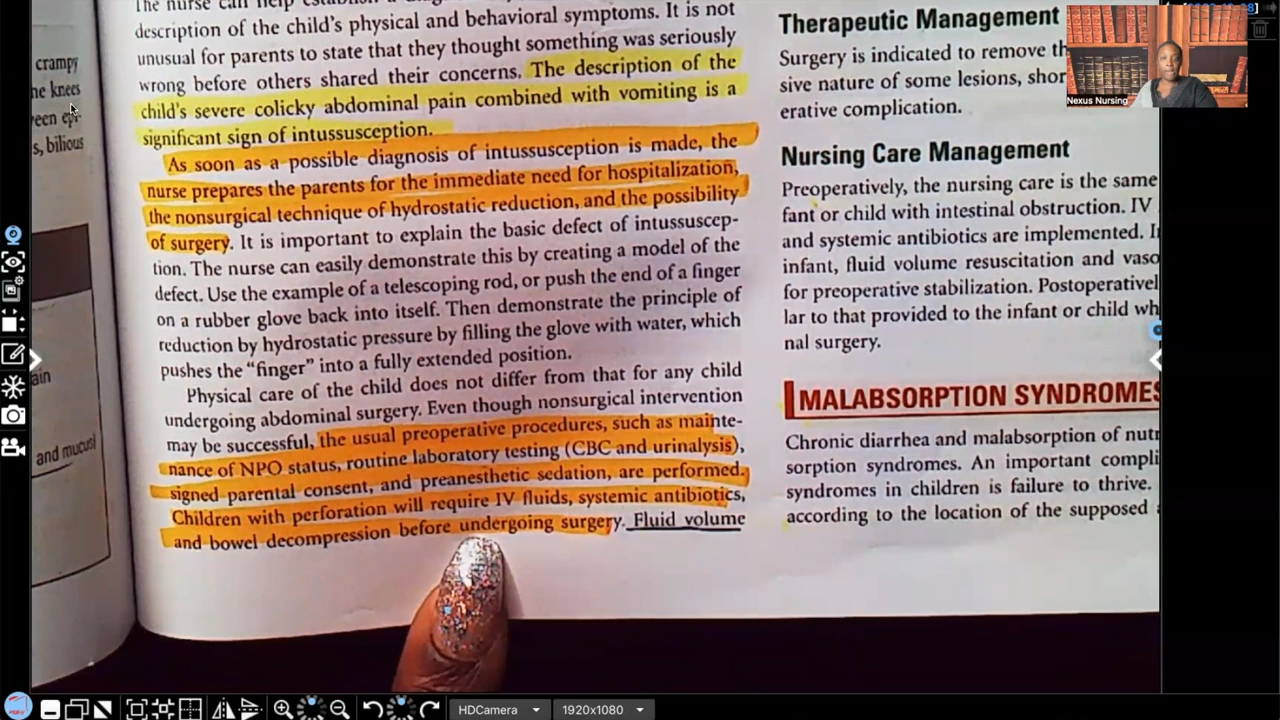 crampy
ne knees
s, bilious
ain
and mucusl
description of the child's physical and behavioral symptoms. It is not
unusual for parents to state that they thought something was seriously
wrong before others shared their concerns. The description of the
child's severe colicky abdominal pain combined with vomiting is a
significant sign of intussusception.
As soon as a possible diagnosis of intussusception is made, the
nurse prepares the parents for the immediate need for hospitalization,
the nonsurgical technique of hydrostatic reduction, and the possibility
of surgery. It is important to explain the basic defect of intussuscep-
tion. The nurse can easily demonstrate this by creating a model of the
defect. Use the example of a telescoping rod, or push the end of a finger
on a rubber glove back into itself. Then demonstrate the principle of
reduction by hydrostatic pressure by filling the glove with water, which
pushes the "finger" into a fully extended position.
Physical care of the child does not differ from that for any child
undergoing abdominal surgery. Even though nonsurgical intervention
may be successful, the usual preoperative procedures, such as mainte-
nance of NPO status, routine laboratory testing (CBC and urinalysis),
signed parental consent, and preanesthetic sedation, are performed.
Children with perforation will require IV fluids, systemic antibiotics,
and bowel decompression before undergoing surgery. Fluid volume
Therapeutic Management
Surgery is indicated to remove th
sive nature of some lesions, shor
erative complication.
Nursing Care Management
Preoperatively, the nursing care is the same
fant or child with intestinal obstruction. IV
and systemic antibiotics are implemented. I
infant, fluid volume resuscitation and vaso
for preoperative stabilization. Postoperativel
lar to that provided to the infant or child wh
nal surgery.
MALABSORPTION SYNDROMES
Chronic diarrhea and malabsorption of nutr
sorption syndromes. An important compli
syndromes in children is failure to thrive.
according to the location of the supposed
Nexus Nursing
HDCamera
1920x1080